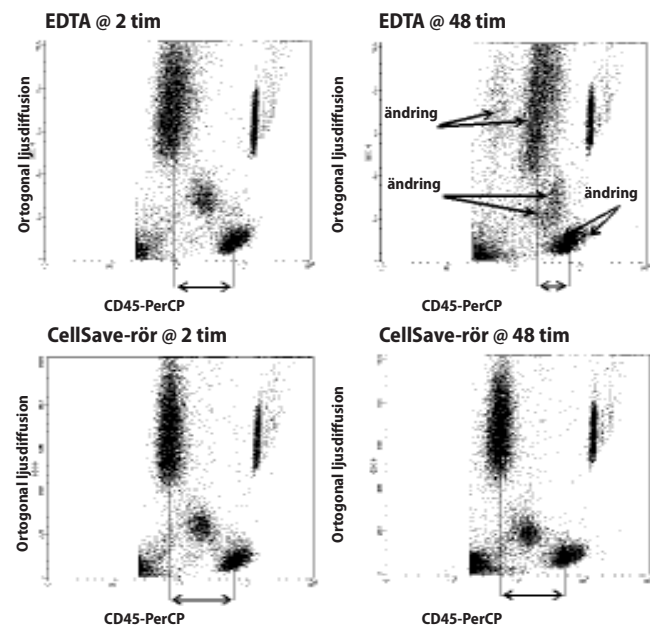 EDTA @ 2 tim
EDTA @ 48 tim
Ortogonal ljusdiffusion
Ortogonal ljusdiffusion
ändring
ändring
ändring
CD45-PerCP
CD45-PerCP
CellSave-rör @ 2 tim
CellSave-rör @ 48 tim
Ortogonal ljusdiffusion
Ortogonal ljusdiffusion
CD45-PerCP
CD45-PerCP